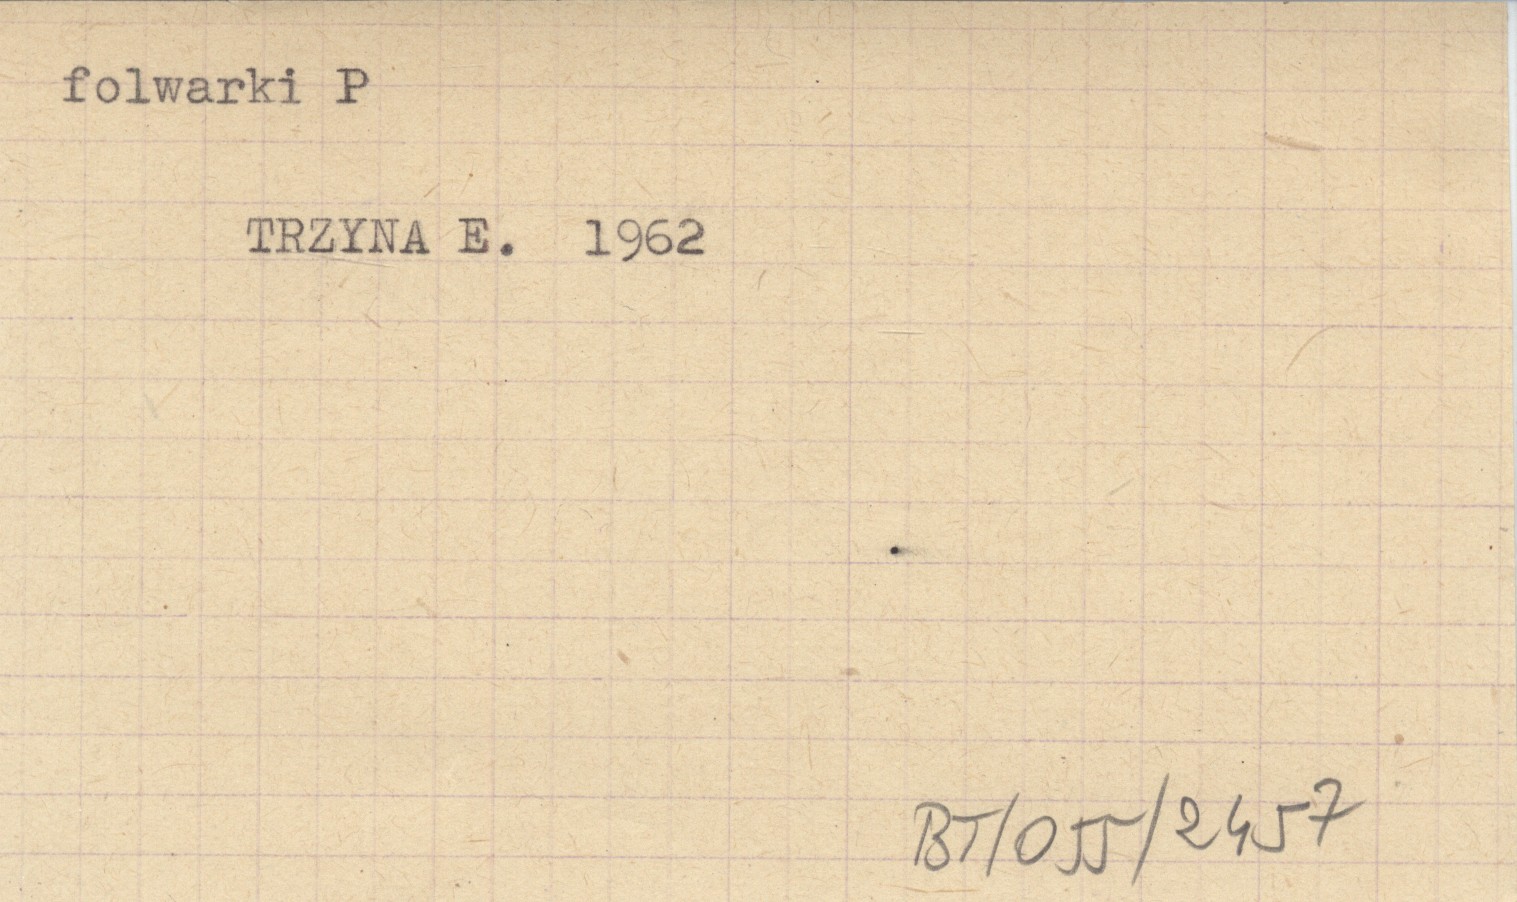 folwarki P
TRZYNA E. 1962
BT/055/2457